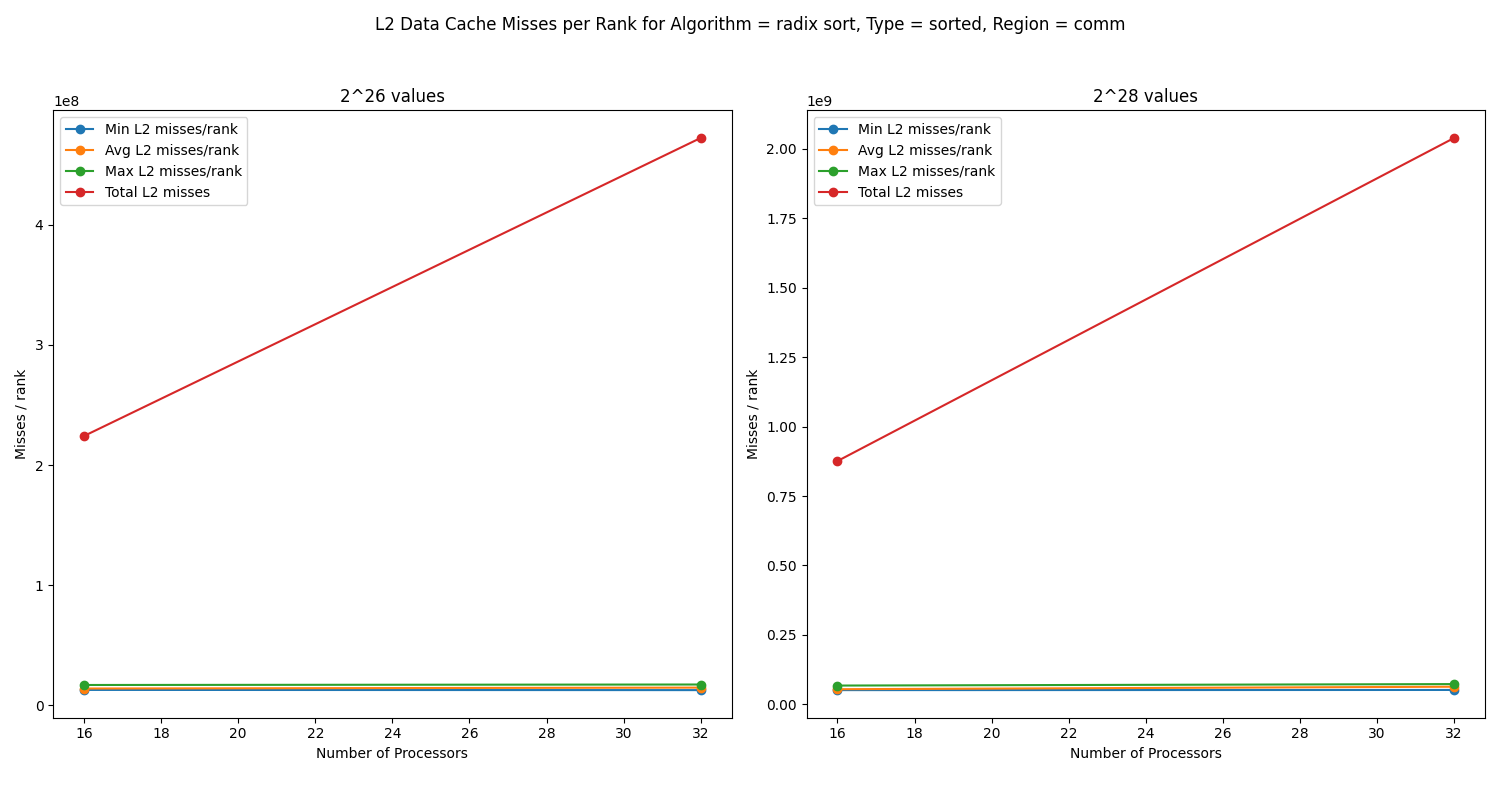 L2 Data Cache Misses per Rank for Algorithm = radix sort, Type = sorted, Region = comm
2^26 values
1e8
Min L2 misses/rank
Avg L2 misses/rank
Max L2 misses/rank
Total L2 misses
4
3
2
1
0
Misses / rank
16 18 20 22 24 26 28 30 32
Number of Processors
2^28 values
1e9
Min L2 misses/rank
Avg L2 misses/rank
Max L2 misses/rank
Total L2 misses
2.00
1.75
1.50
1.25
1.00
0.75
0.50
0.25
0.00
Misses / rank
16 18 20 22 24 26 28 30 32
Number of Processors